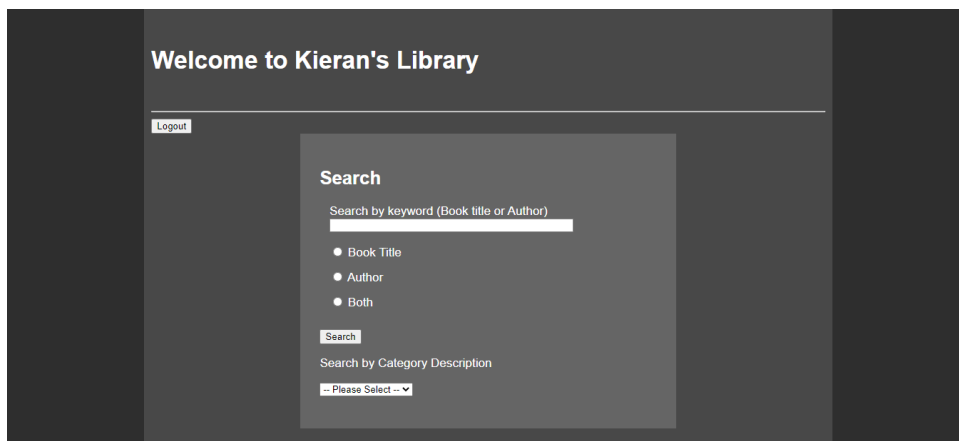 Welcome to Kieran's Library
Logout
Search
Search by keyword (Book title or Author)
Book Title
Author
Both
Search
Search by Category Description
-- Please Select --